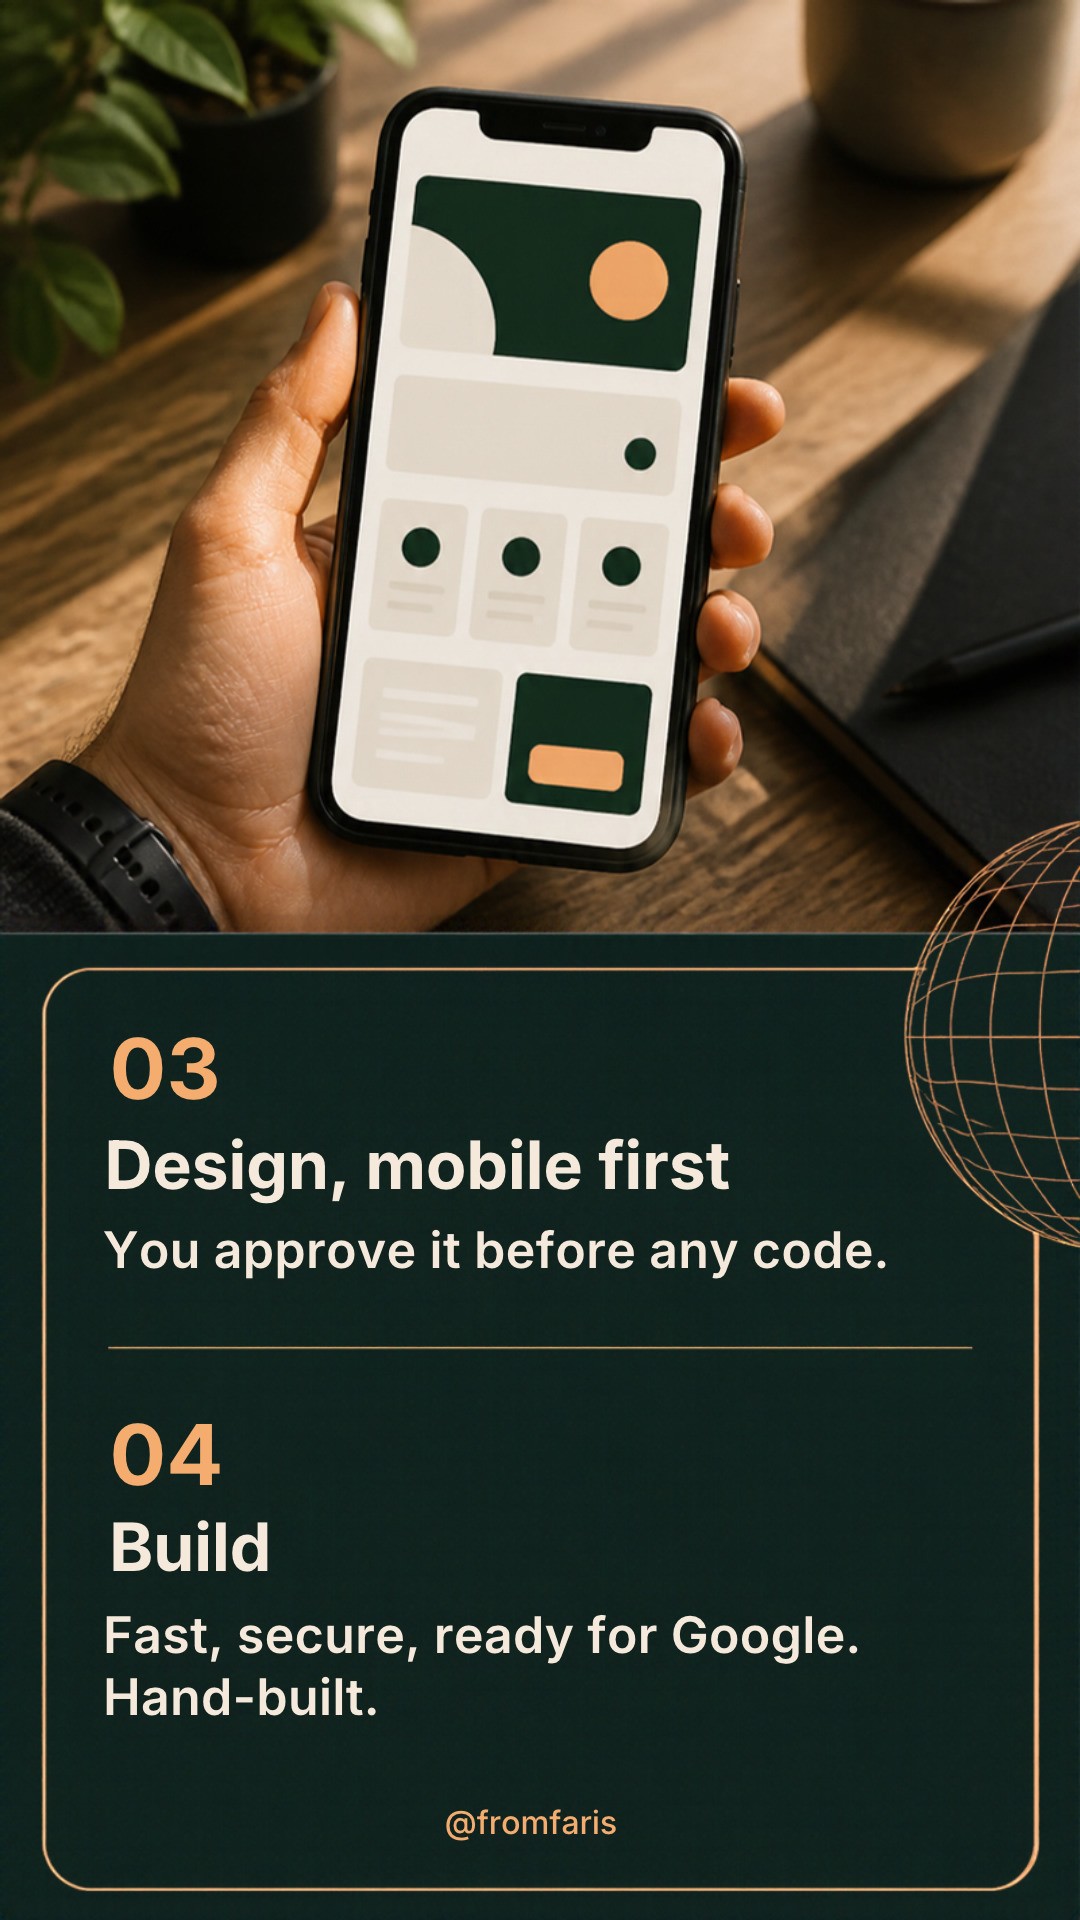 03
Design, mobile first
You approve it before any code.
04
Build
Fast, secure, ready for Google.
Hand-built.
@fromfaris